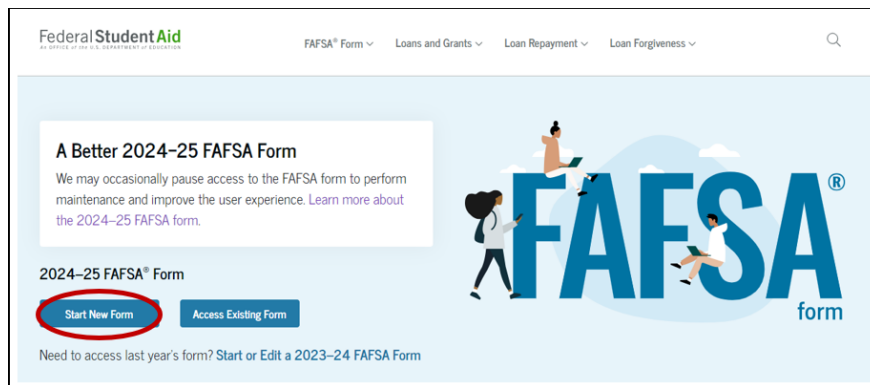 Federal Student Aid
An OFFICE of the U.S. DEPARTMENT of EDUCATION
FAFSA® Form
Loans and Grants
Loan Repayment
Loan Forgiveness
A Better 2024–25 FAFSA Form
We may occasionally pause access to the FAFSA form to perform
maintenance and improve the user experience. Learn more about
the 2024–25 FAFSA form.
FAFSA®
form
2024–25 FAFSA® Form
Start New Form
Access Existing Form
Need to access last year's form? Start or Edit a 2023–24 FAFSA Form